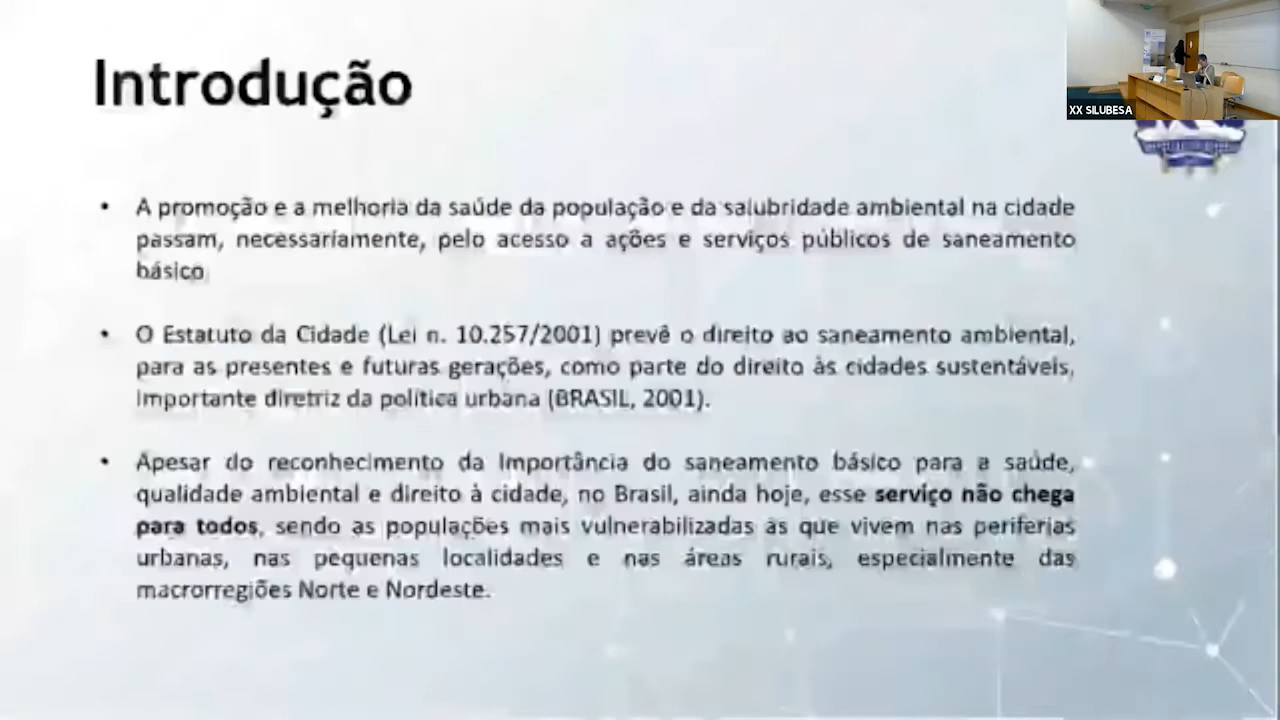 Introdução
XX SILUBESA
• A promoção e a melhoria da saúde da população e da salubridade ambiental na cidade
passam, necessariamente, pelo acesso a ações e serviços públicos de saneamento
básico
• O Estatuto da Cidade (Lei n. 10.257/2001) prevê o direito ao saneamento ambiental,
para as presentes e futuras gerações, como parte do direito às cidades sustentáveis,
importante diretriz da política urbana (BRASIL, 2001).
• Apesar do reconhecimento da importância do saneamento básico para a saúde,
qualidade ambiental e direito à cidade, no Brasil, ainda hoje, esse serviço não chega
para todos, sendo as populações mais vulnerabilizadas as que vivem nas periferias
urbanas, nas pequenas localidades e nas áreas rurais, especialmente das
macrorregiões Norte e Nordeste.